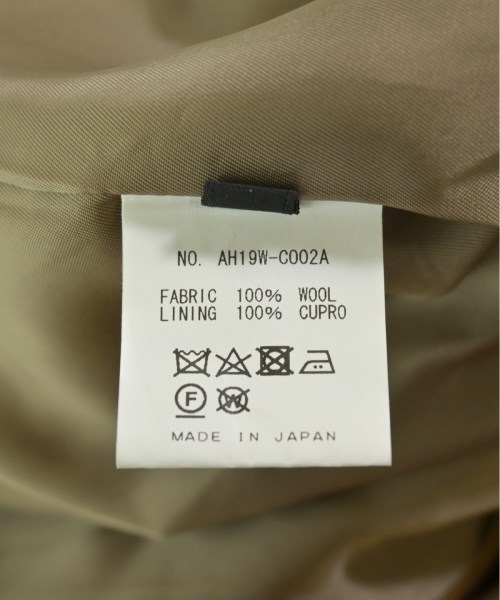 NO. AH19W-C002A
FABRIC 100% WOOL
LINING 100% CUPRO
F W
MADE IN JAPAN